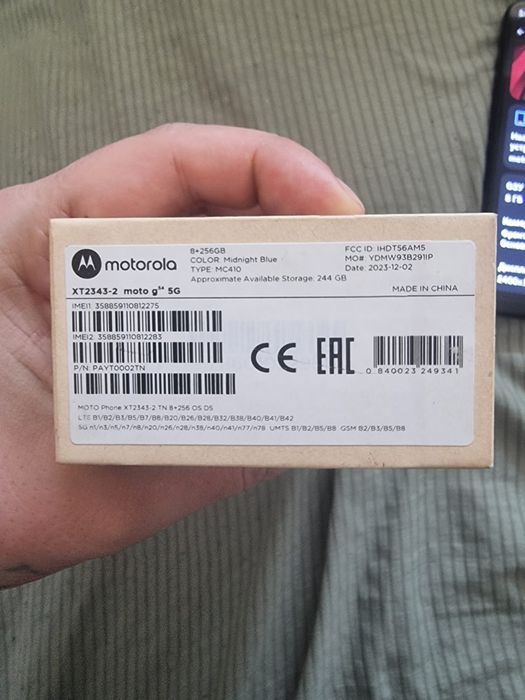 motorola
8+256GB
COLOR: Midnight Blue
TYPE: MC410
Approximate Available Storage: 244 GB
FCC ID: IHDT56AM5
MO#: YDMW93B291IP
Date: 2023-12-02
XT2343-2 moto g⁵⁴ 5G
MADE IN CHINA
IMEI1 358859110812275
IMEI2 358859110812283
P/N: PAYT0002TN
CE EAC
0 840023 249341
MOTO Phone XT2343-2 TN 8+256 OS DS
LTE B1/B2/B3/B5/B7/B8/B20/B26/B28/B32/B38/B40/B41/B42
5G n1/n3/n5/n7/n8/n20/n26/n28/n38/n40/n41/n77/n78 UMTS B1/B2/B5/B8 GSM B2/B3/B5/B8
ОЗУ
8 ГБ